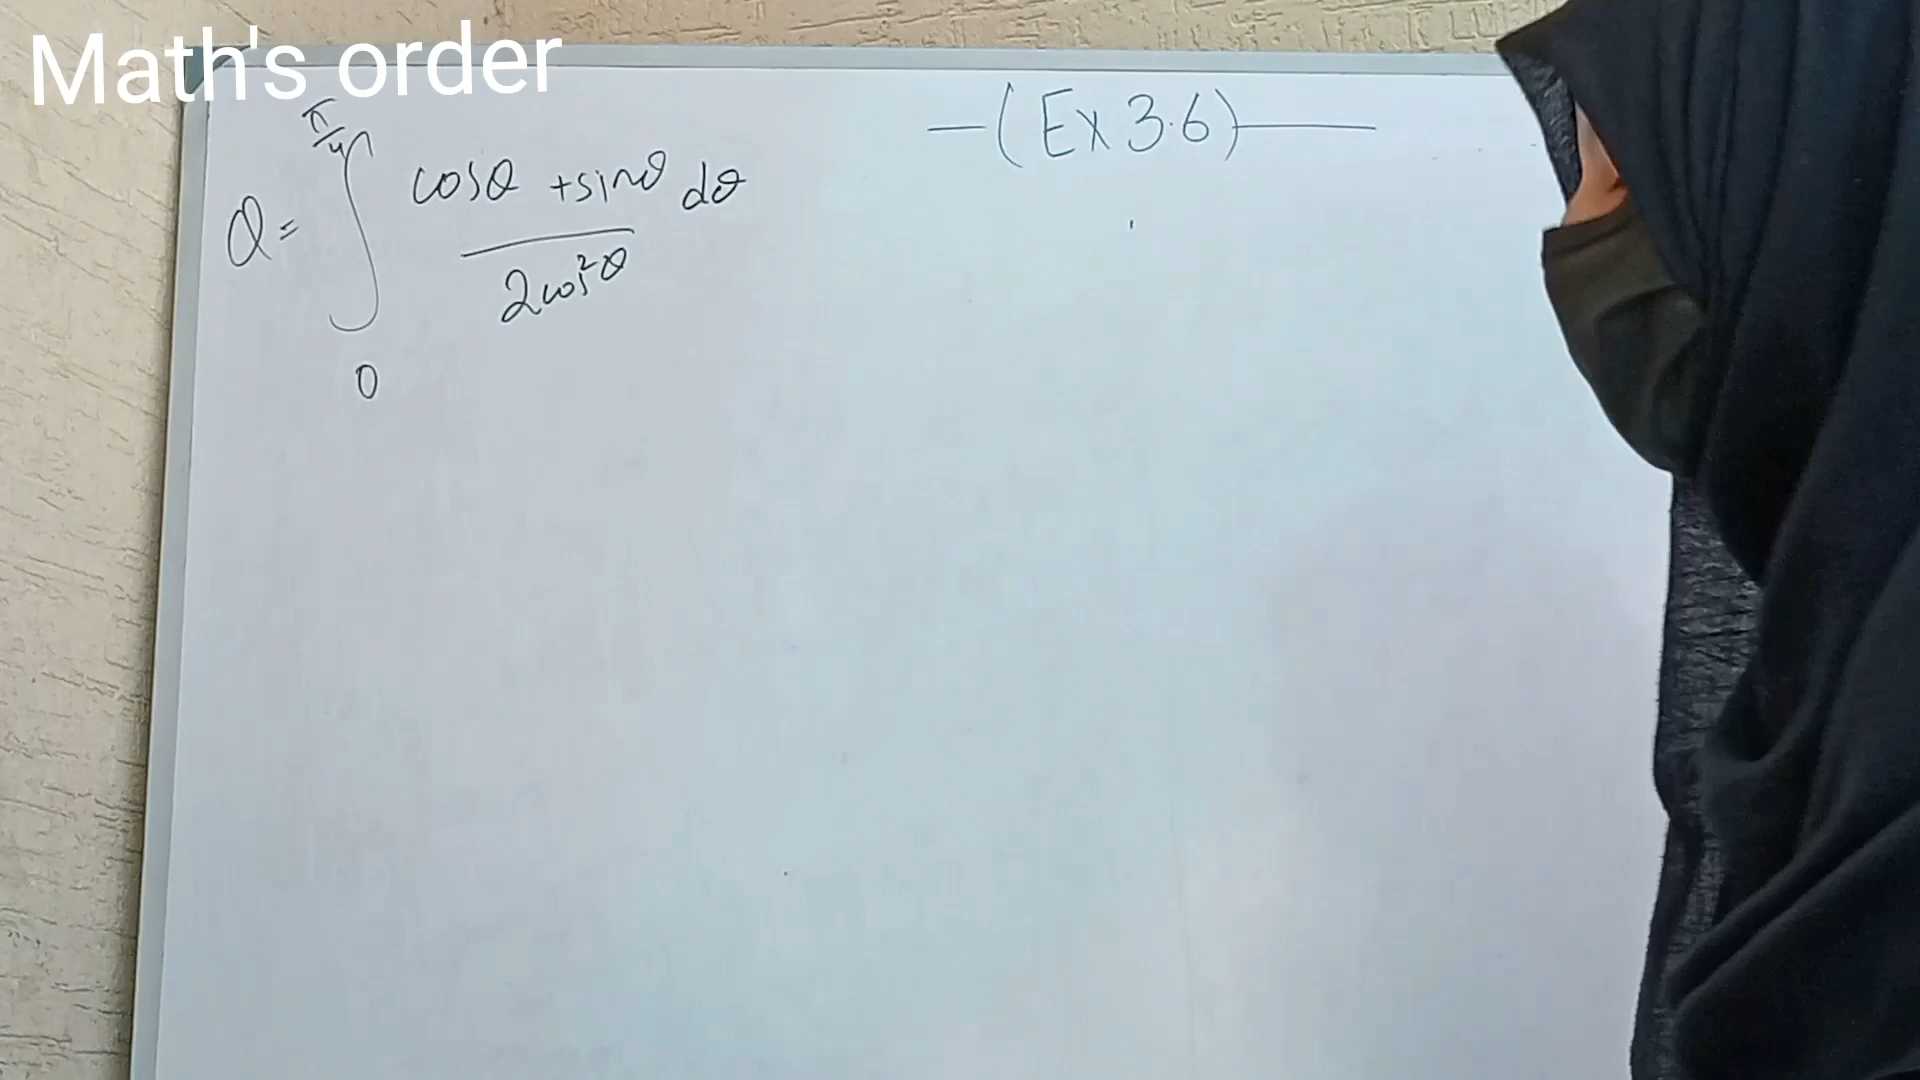 Math's order
—(Ex 3.6)—
Q= ∫ π/4 0 cosθ +sinθ dθ
2cos²θ